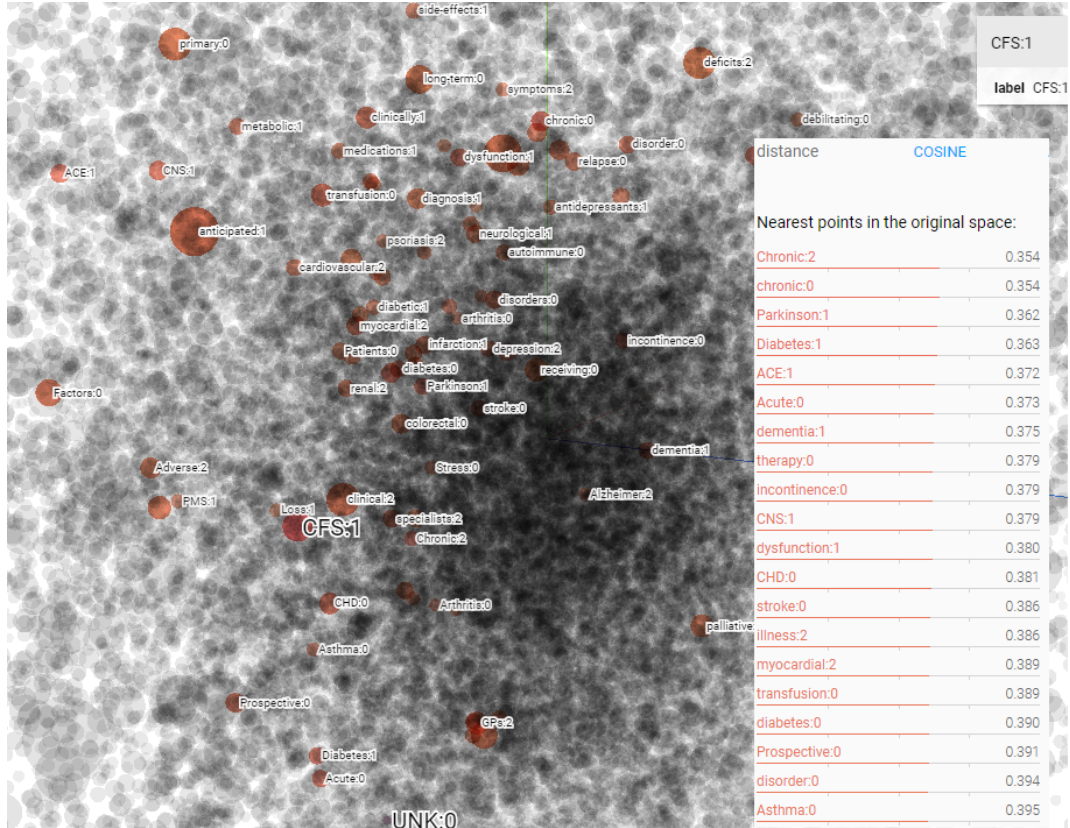 side-effects:1
primary:0
CFS:1
deficits:2
long-term:0
symptoms:2
label CFS:1
clinically:1
chronic:0
debilitating:0
metabolic:1
disorder:0
medications:1
dysfunction:1
relapse:0
distance COSINE
ACE:1
CNS:1
transfusion:0
diagnosis:1
antidepressants:1
anticipated:1
neurological:1
psoriasis:2
autoimmune:0
Nearest points in the original space:
cardiovascular:2
disorders:0
diabetic:1
arthritis:0
myocardial:2
incontinence:0
Patients:0
infarction:1
depression:2
diabetes:0
receiving:0
renal:2
Parkinson:1
Factors:0
stroke:0
colorectal:0
dementia:1
Adverse:2
Stress:0
Alzheimer:2
PMS:1
clinical:2
Loss:1
CFS:1
specialists:2
Chronic:2
CHD:0
Arthritis:0
palliative:
Asthma:0
Prospective:0
GPs:2
Diabetes:1
Acute:0
UNK:0
Chronic:2 0.354
chronic:0 0.354
Parkinson:1 0.362
Diabetes:1 0.363
ACE:1 0.372
Acute:0 0.373
dementia:1 0.375
therapy:0 0.379
incontinence:0 0.379
CNS:1 0.379
dysfunction:1 0.380
CHD:0 0.381
stroke:0 0.386
illness:2 0.386
myocardial:2 0.389
transfusion:0 0.389
diabetes:0 0.390
Prospective:0 0.391
disorder:0 0.394
Asthma:0 0.395